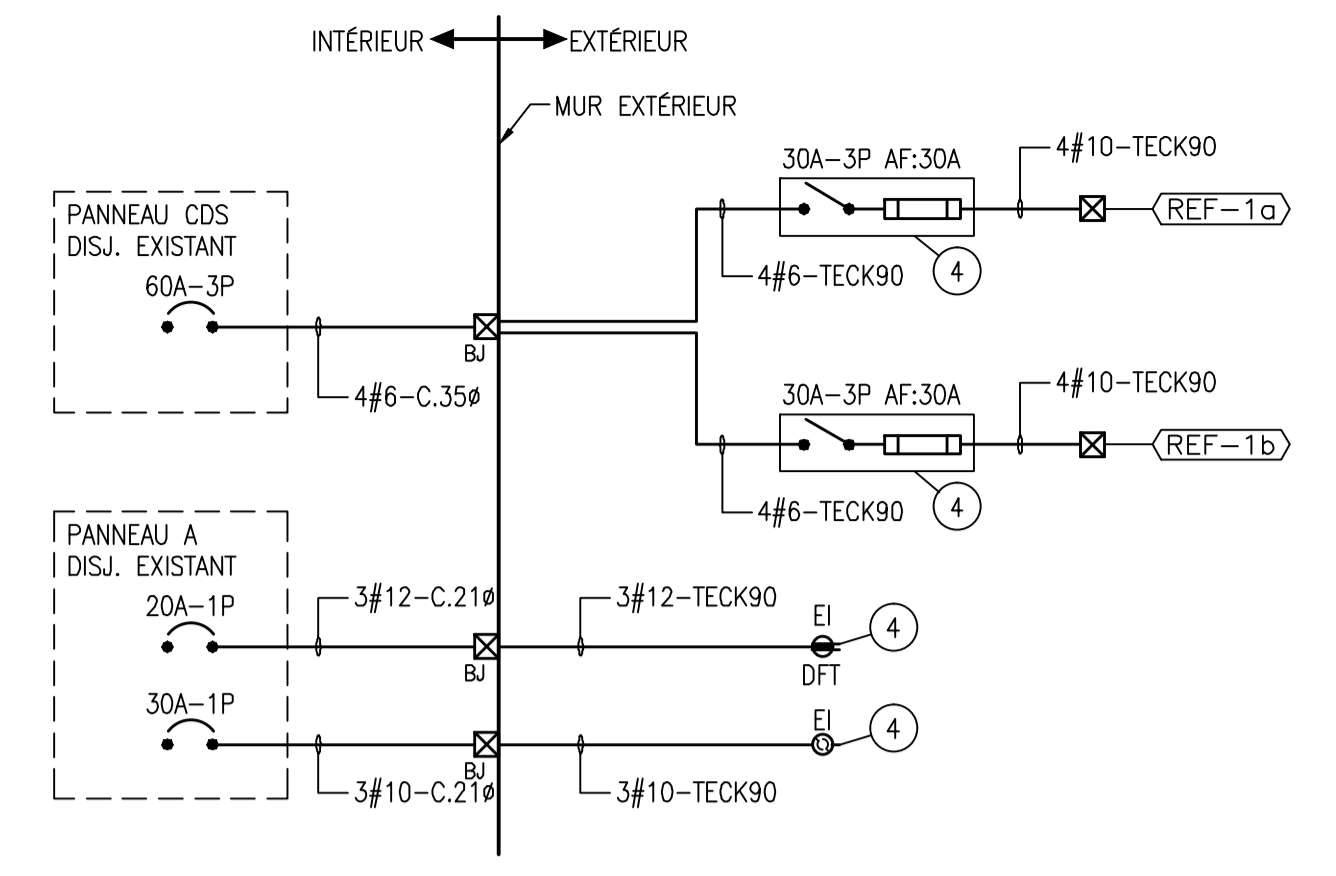 INTÉRIEUR
EXTÉRIEUR
MUR EXTÉRIEUR
30A-3P AF:30A
4#10-TECK90
PANNEAU CDS
DISJ. EXISTANT
60A-3P
REF-1a
4#6-TECK90
4
BJ
4#6-C.35ø
30A-3P AF:30A
4#10-TECK90
REF-1b
4#6-TECK90
4
PANNEAU A
DISJ. EXISTANT
20A-1P
3#12-C.21ø
3#12-TECK90
EI
4
BJ
DFT
30A-1P
EI
4
BJ
3#10-C.21ø
3#10-TECK90